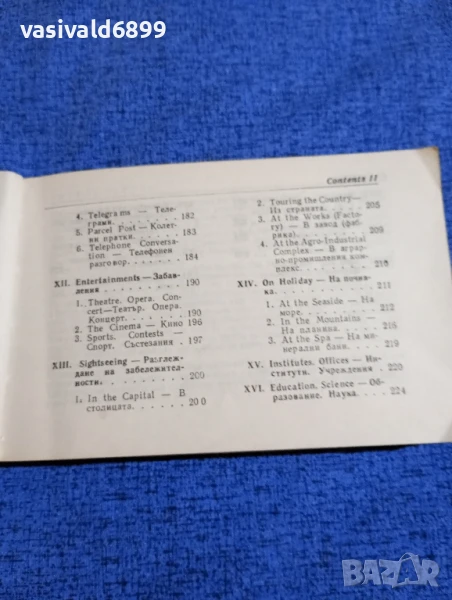 vasivald6899
Contents 11
4. Telegrams — Теле-
грами. . . . . . . 182
5. Parcel Post — Колет-
ни пратки. . . . . 183
6. Telephone Conversa-
tion — Телефонен
разговор. . . . . . 184
XII. Entertainments — Забав-
ления . . . . . . . 190
1. Theatre. Opera. Con-
cert — Театър. Опера.
Концерт. . . . . . 190
2. The Cinema — Кино 196
3. Sports. Contests —
Спорт. Състезания . 197
XIII. Sightseeing — Разглеж-
дане на забележител-
ности. . . . . . . 200
1. In the Capital — В
столицата. . . . . . 200
2. Touring the Country—
Из страната. . . . . 205
3. At the Works (Facto-
ry) — В завод (фаб-
рика). . . . . . . 209
4. At the Agro-Industrial
Complex — В аграр-
но-промишления ком-
плекс. . . . . . . 210
XIV. On Holiday — На почив-
ка. . . . . . . . 211
1. At the Seaside — На
море. . . . . . . 212
2. In the Mountains —
На планина. . . . . 216
3. At the Spa — На ми-
нерални бани. . . . 219
XV. Institutes, Offices — Ин-
ститути. Учреждения . 220
XVI. Education. Science — Об-
разование. Наука. . . . 224
BAZAR.bg